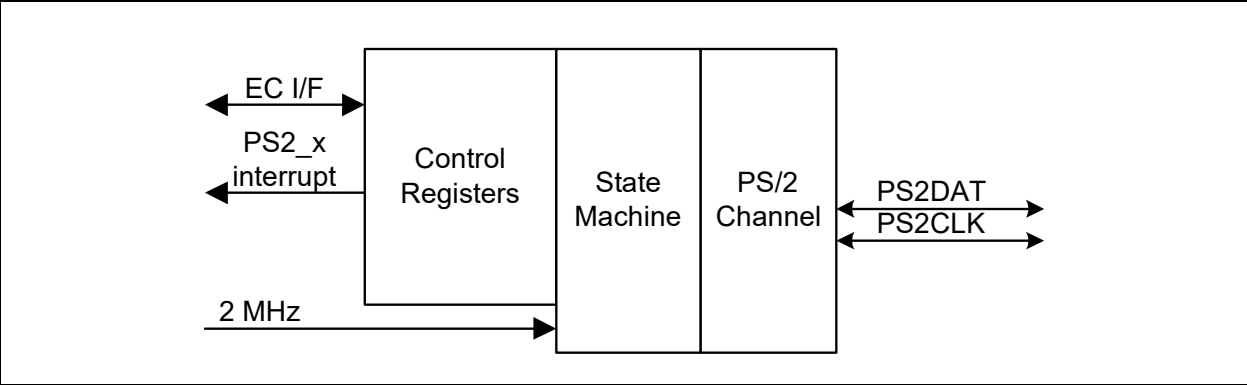 EC I/F
PS2_x
interrupt
Control
Registers
State
Machine
PS/2
Channel
PS2DAT
PS2CLK
2 MHz